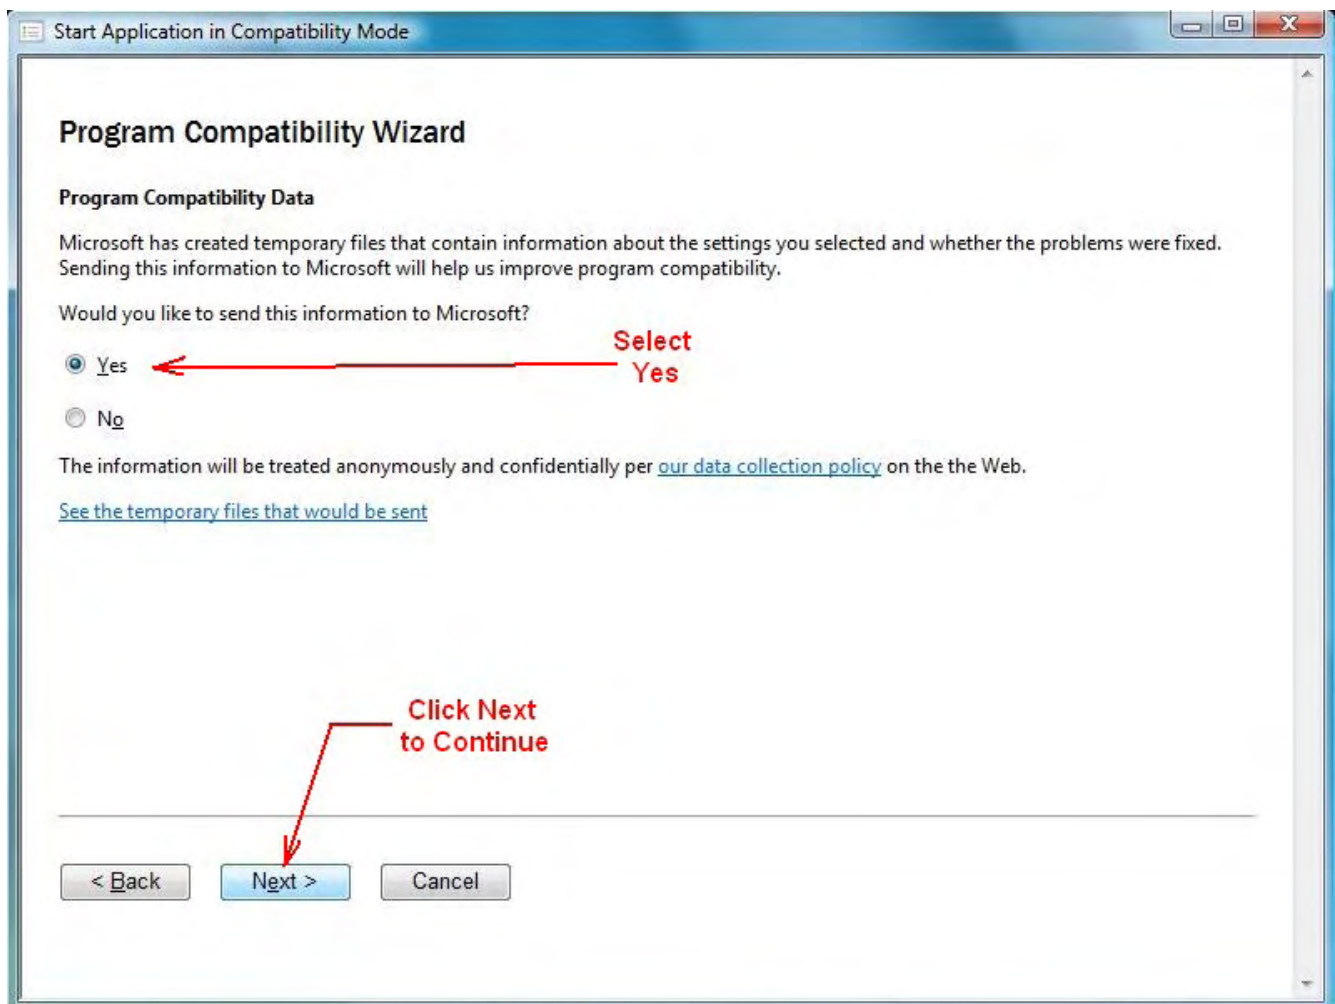 Start Application in Compatibility Mode
Program Compatibility Wizard
Program Compatibility Data
Microsoft has created temporary files that contain information about the settings you selected and whether the problems were fixed.
Sending this information to Microsoft will help us improve program compatibility.
Would you like to send this information to Microsoft?
Select
Yes
Yes
No
The information will be treated anonymously and confidentially per our data collection policy on the the Web.
See the temporary files that would be sent
Click Next
to Continue
< Back
Next >
Cancel